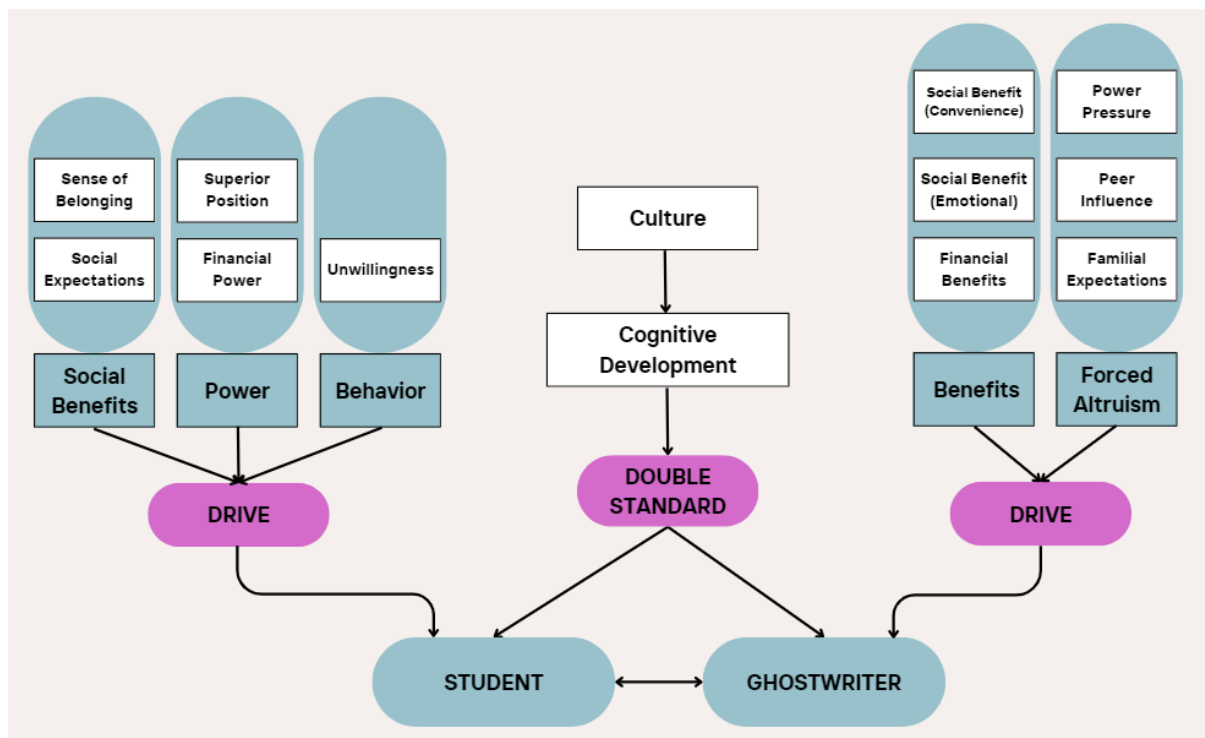 Sense of
Belonging
Social
Expectations
Social
Benefits
Superior
Position
Financial
Power
Power
Unwillingness
Behavior
DRIVE
Culture
Cognitive
Development
DOUBLE
STANDARD
Social Benefit
(Convenience)
Social Benefit
(Emotional)
Financial
Benefits
Benefits
Power
Pressure
Peer
Influence
Familial
Expectations
Forced
Altruism
DRIVE
STUDENT
GHOSTWRITER